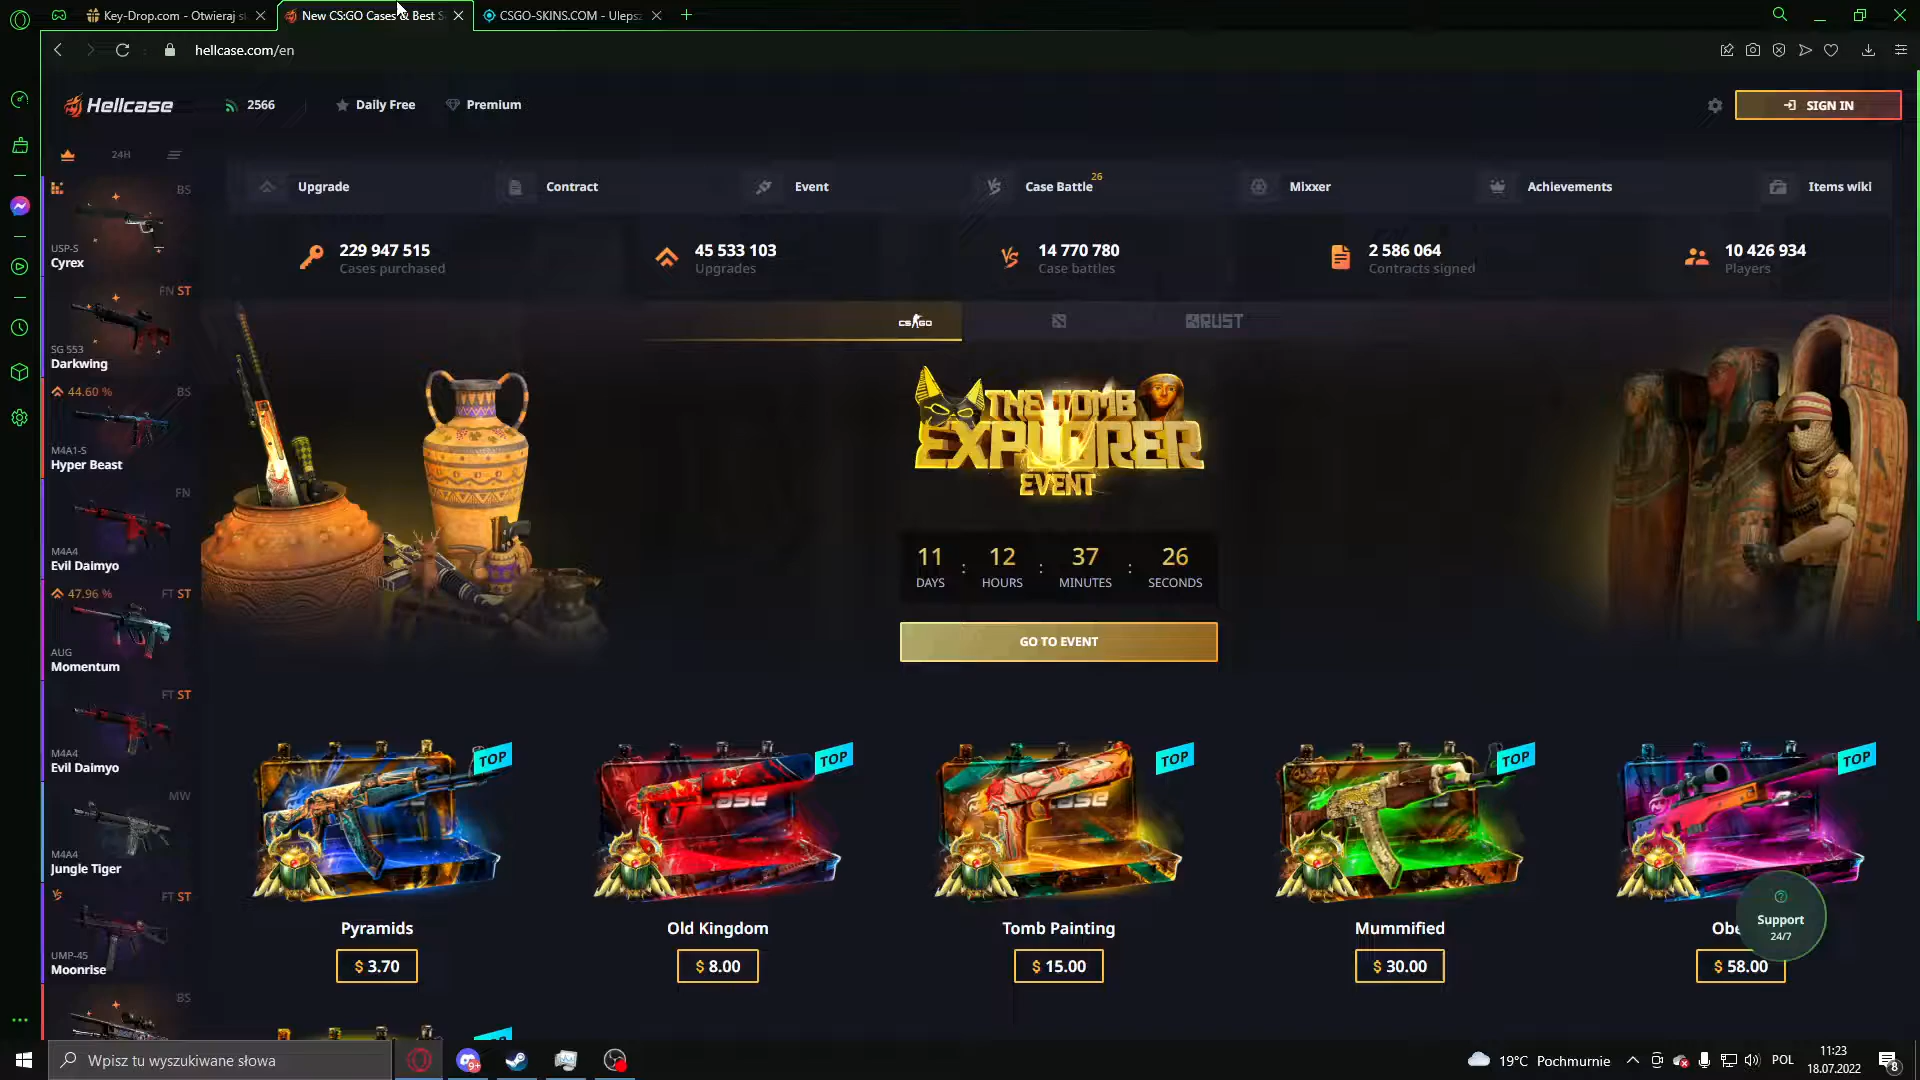 Key-Drop.com - Otwieraj s
New CS:GO Cases & Best S
CSGO-SKINS.COM - Uleps
hellcase.com/en
Hellcase
2566
Daily Free
Premium
SIGN IN
24H
Upgrade
Contract
Event
Case Battle
26
Mixxer
Achievements
Items wiki
229 947 515
Cases purchased
45 533 103
Upgrades
14 770 780
Case battles
2 586 064
Contracts signed
10 426 934
Players
CS GO
RUST
BS
USP-S
Cyrex
FN ST
SG 553
Darkwing
44.60 %
BS
M4A1-S
Hyper Beast
FN
M4A4
Evil Daimyo
47.96 %
FT ST
AUG
Momentum
FT ST
M4A4
Evil Daimyo
MW
M4A4
Jungle Tiger
VS
FT ST
UMP-45
Moonrise
BS
THE TOMB
EXPLORER
EVENT
11 : 12 : 37 : 26
DAYS HOURS MINUTES SECONDS
GO TO EVENT
TOP
TOP
TOP
TOP
TOP
Pyramids
$ 3.70
Old Kingdom
$ 8.00
Tomb Painting
$ 15.00
Mummified
$ 30.00
Obe
$ 58.00
Support
24/7
Wpisz tu wyszukiwane słowa
9+
19°C Pochmurnie
POL
11:23
18.07.2022
8